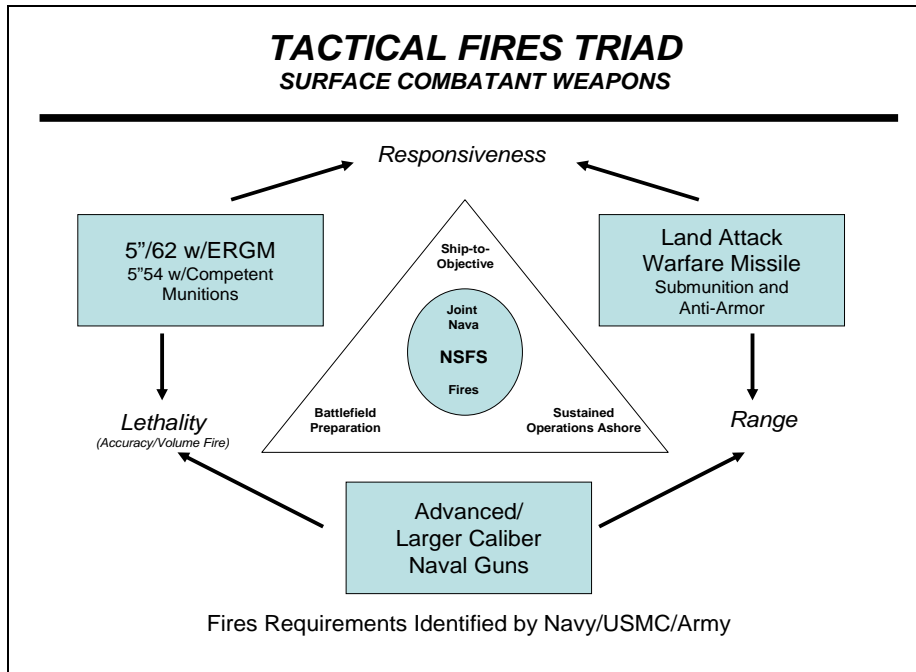 TACTICAL FIRES TRIAD
SURFACE COMBATANT WEAPONS
Responsiveness
5”/62 w/ERGM
5”54 w/Competent
Munitions
Ship-to-
Objective
Land Attack
Warfare Missile
Submunition and
Anti-Armor
Joint
Nava
NSFS
Fires
Lethality
(Accuracy/Volume Fire)
Battlefield
Preparation
Sustained
Operations Ashore
Range
Advanced/
Larger Caliber
Naval Guns
Fires Requirements Identified by Navy/USMC/Army